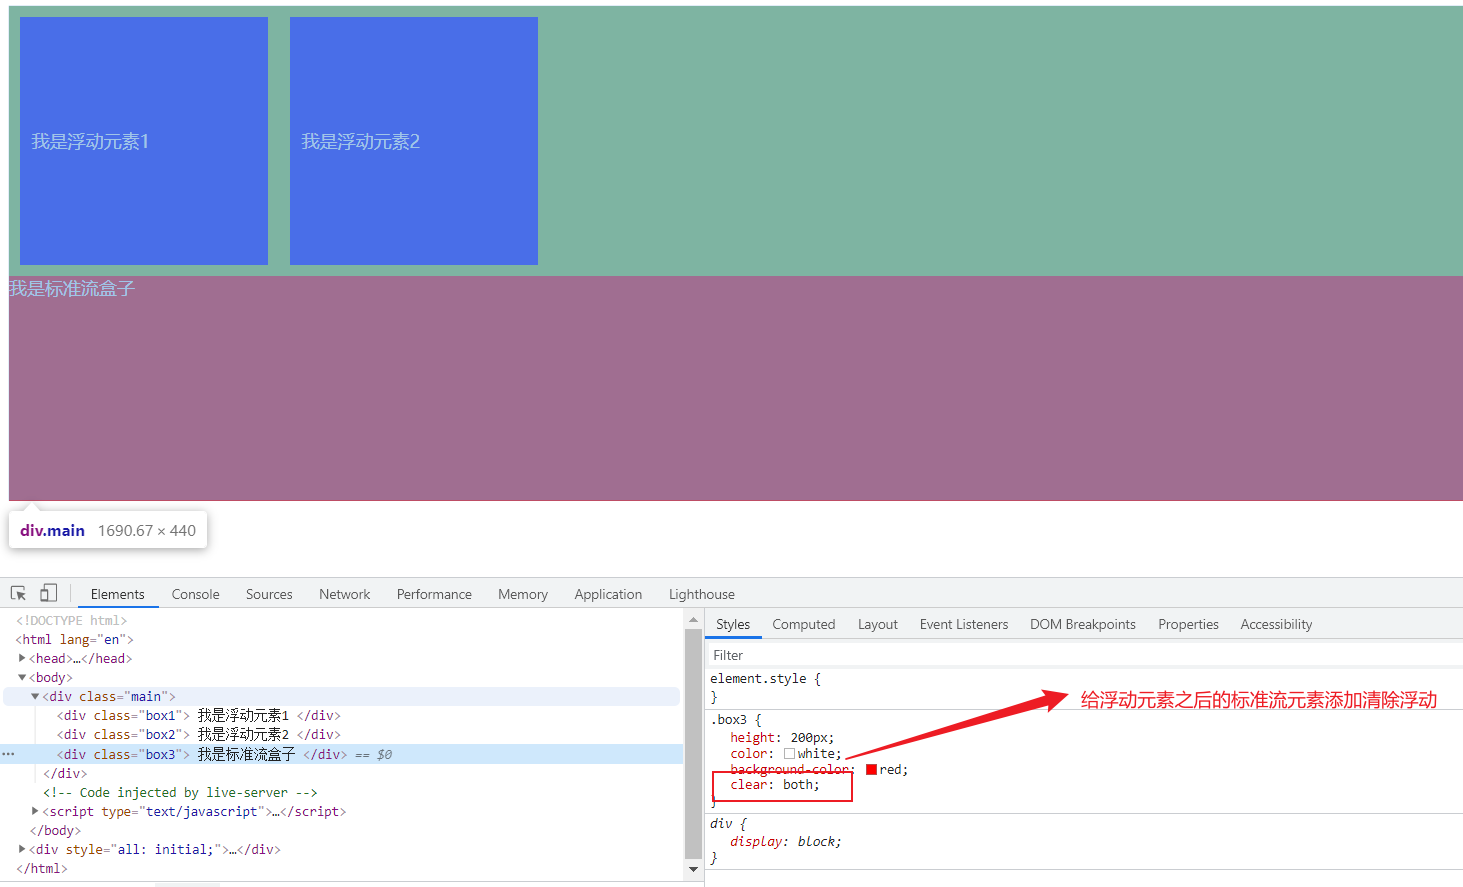 我是浮动元素1
我是浮动元素2
我是标准流盒子
div.main 1690.67 × 440
Elements Console Sources Network Performance Memory Application Lighthouse
<!DOCTYPE html>
<html lang="en">
<head>…</head>
<body>
<div class="main">
<div class="box1"> 我是浮动元素1 </div>
<div class="box2"> 我是浮动元素2 </div>
<div class="box3"> 我是标准流盒子 </div> == $0
</div>
<!-- Code injected by live-server -->
<script type="text/javascript">…</script>
</body>
<div style="all: initial;">…</div>
</html>
Styles Computed Layout Event Listeners DOM Breakpoints Properties Accessibility
Filter
element.style {
}
给浮动元素之后的标准流元素添加清除浮动
.box3 {
height: 200px;
color: white;
background-color: red;
clear: both;
}
div {
display: block;
}